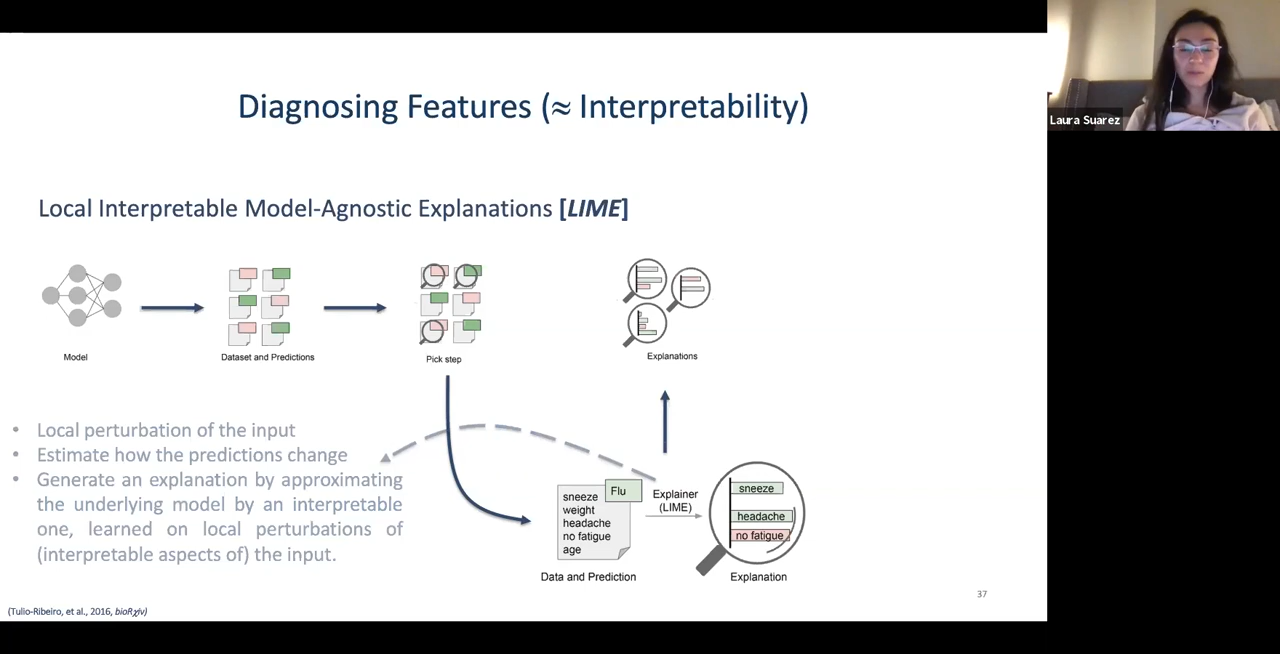 Diagnosing Features (≈ Interpretability)
Laura Suarez
Local Interpretable Model-Agnostic Explanations [LIME]
Model
Dataset and Predictions
Pick step
Explanations
• Local perturbation of the input
• Estimate how the predictions change
• Generate an explanation by approximating
the underlying model by an interpretable
one, learned on local perturbations of
(interpretable aspects of) the input.
Flu
sneeze
weight
headache
no fatigue
age
Data and Prediction
Explainer
(LIME)
sneeze
headache
no fatigue
Explanation
37
(Tulio-Ribeiro, et al., 2016, bioRχiv)